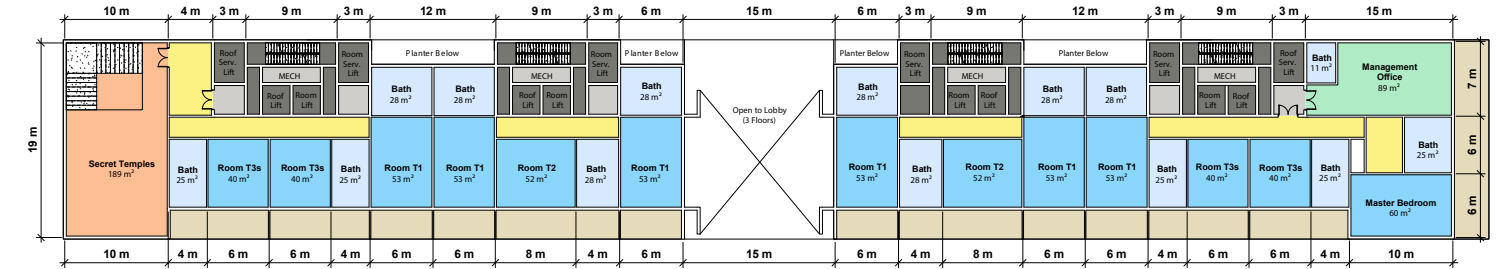 10 m 4 m 3 m 9 m 3 m 12 m 9 m 3 m 6 m 15 m 6 m 3 m 9 m 12 m 3 m 9 m 3 m 15 m
19 m
Secret Temples
189 m²
Roof
Serv.
Lift
MECH
Roof
Lift
Room
Lift
Room
Serv.
Lift
Bath
25 m²
Room T3s
40 m²
Room T3s
40 m²
Bath
25 m²
Planter Below
Bath
28 m²
Bath
28 m²
Room T1
53 m²
Room T1
53 m²
MECH
Roof
Lift
Room
Lift
Room
Serv.
Lift
Room T2
52 m²
Bath
28 m²
Planter Below
Bath
28 m²
Room T1
53 m²
Open to Lobby
(3 Floors)
Planter Below
Bath
28 m²
Room T1
53 m²
Room
Serv.
Lift
MECH
Room
Lift
Roof
Lift
Bath
28 m²
Room T2
52 m²
Planter Below
Bath
28 m²
Bath
28 m²
Room T1
53 m²
Room T1
53 m²
Room
Serv.
Lift
MECH
Room
Lift
Roof
Lift
Roof
Serv.
Lift
Bath
25 m²
Room T3s
40 m²
Room T3s
40 m²
Bath
25 m²
Bath
11 m²
Management
Office
89 m²
Bath
25 m²
Master Bedroom
60 m²
7 m
6 m
6 m
10 m 4 m 6 m 6 m 4 m 6 m 6 m 8 m 4 m 6 m 15 m 6 m 4 m 8 m 6 m 6 m 4 m 6 m 6 m 4 m 10 m